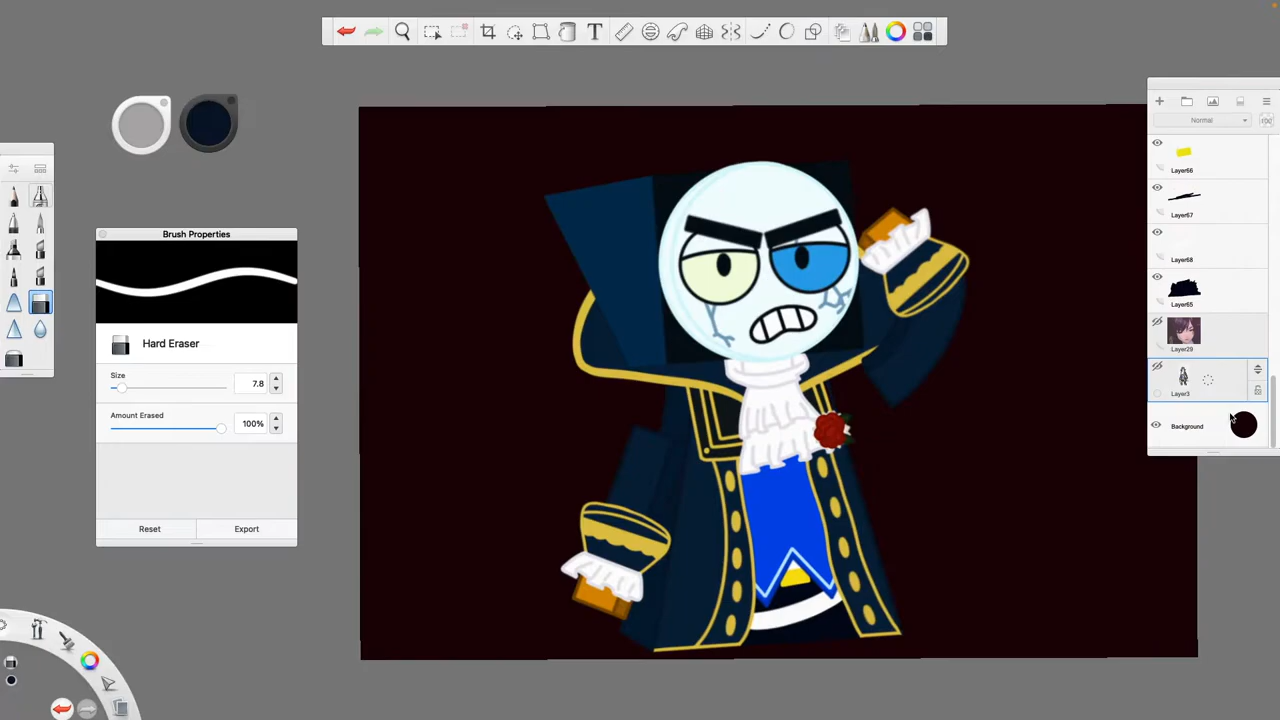 T
Normal
100
Layer66
Layer67
Layer68
Layer65
Layer29
Layer3
Background
Brush Properties
Hard Eraser
Size
7.8
Amount Erased
100%
Reset
Export